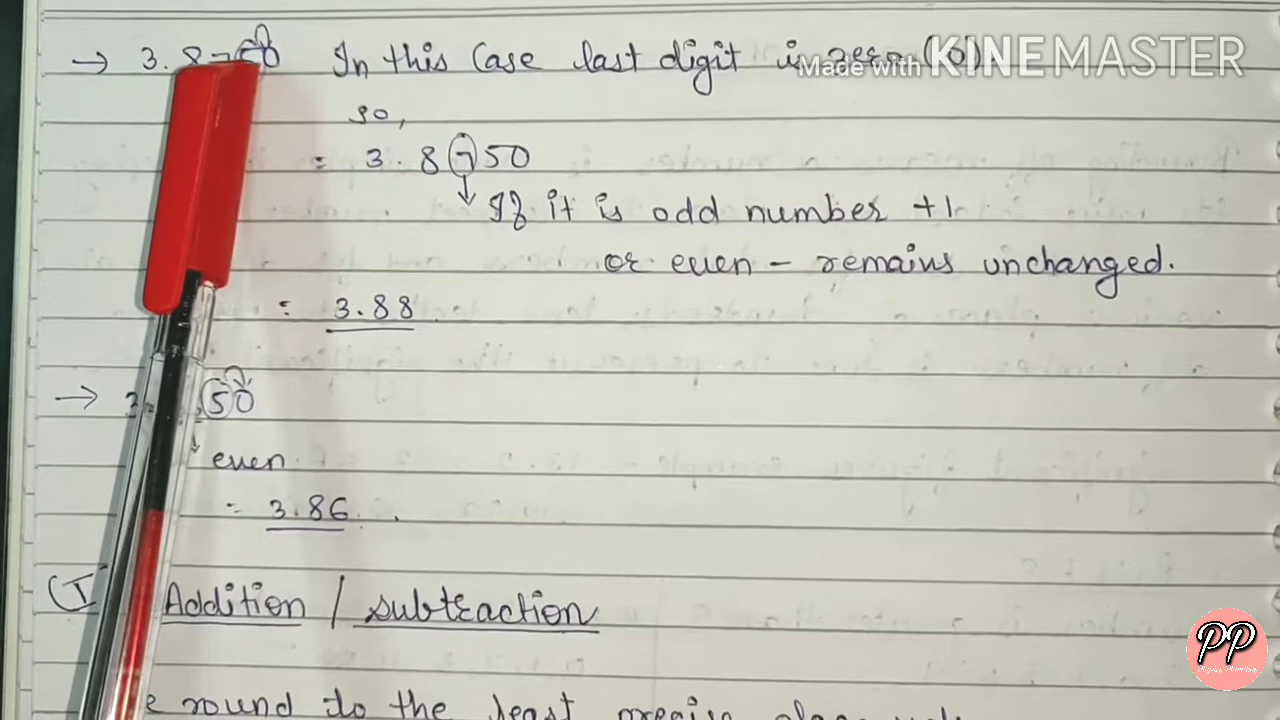 → 3.8750 In this Case last digit is zero (0).
Made with KINEMASTER
so,
= 3.8750
↓ If it is odd number +1
or even - remains unchanged.
= 3.88
→ 3. 50
↓ even
= 3.86.
(I Addition / subtraction
PP
round to the least precise